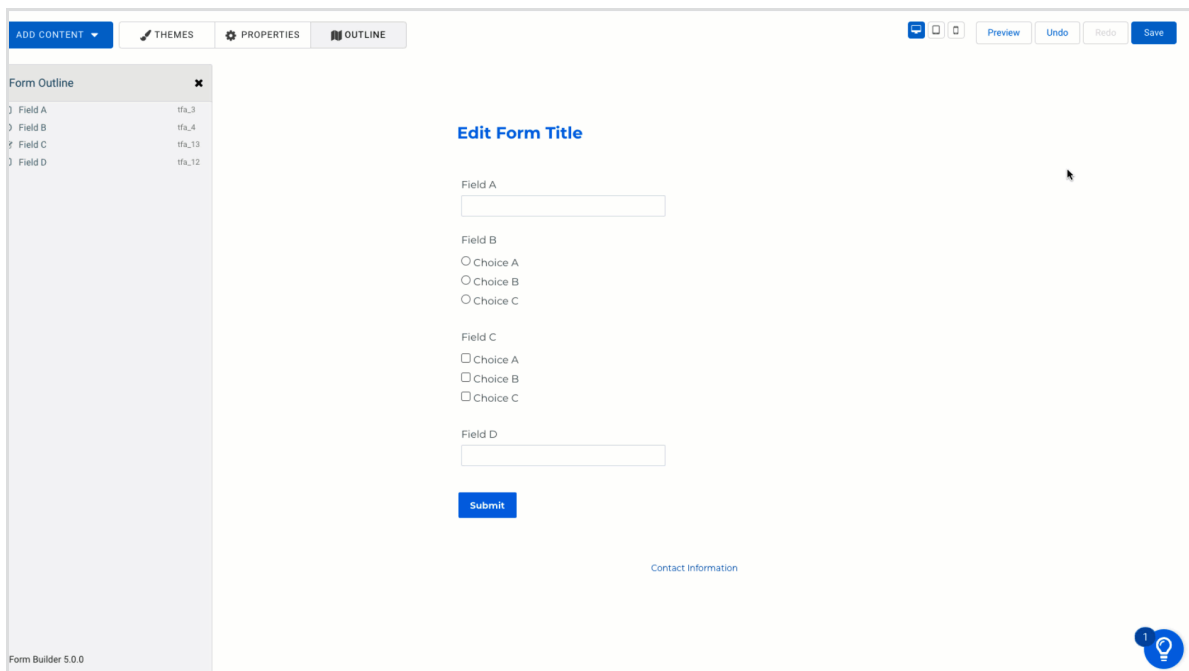 ADD CONTENT
THEMES
PROPERTIES
OUTLINE
Preview
Undo
Redo
Save
Form Outline
Field A tfa_3
Field B tfa_4
Field C tfa_13
Field D tfa_12
Edit Form Title
Field A
Field B
Choice A
Choice B
Choice C
Field C
Choice A
Choice B
Choice C
Field D
Submit
Contact Information
1
Form Builder 5.0.0